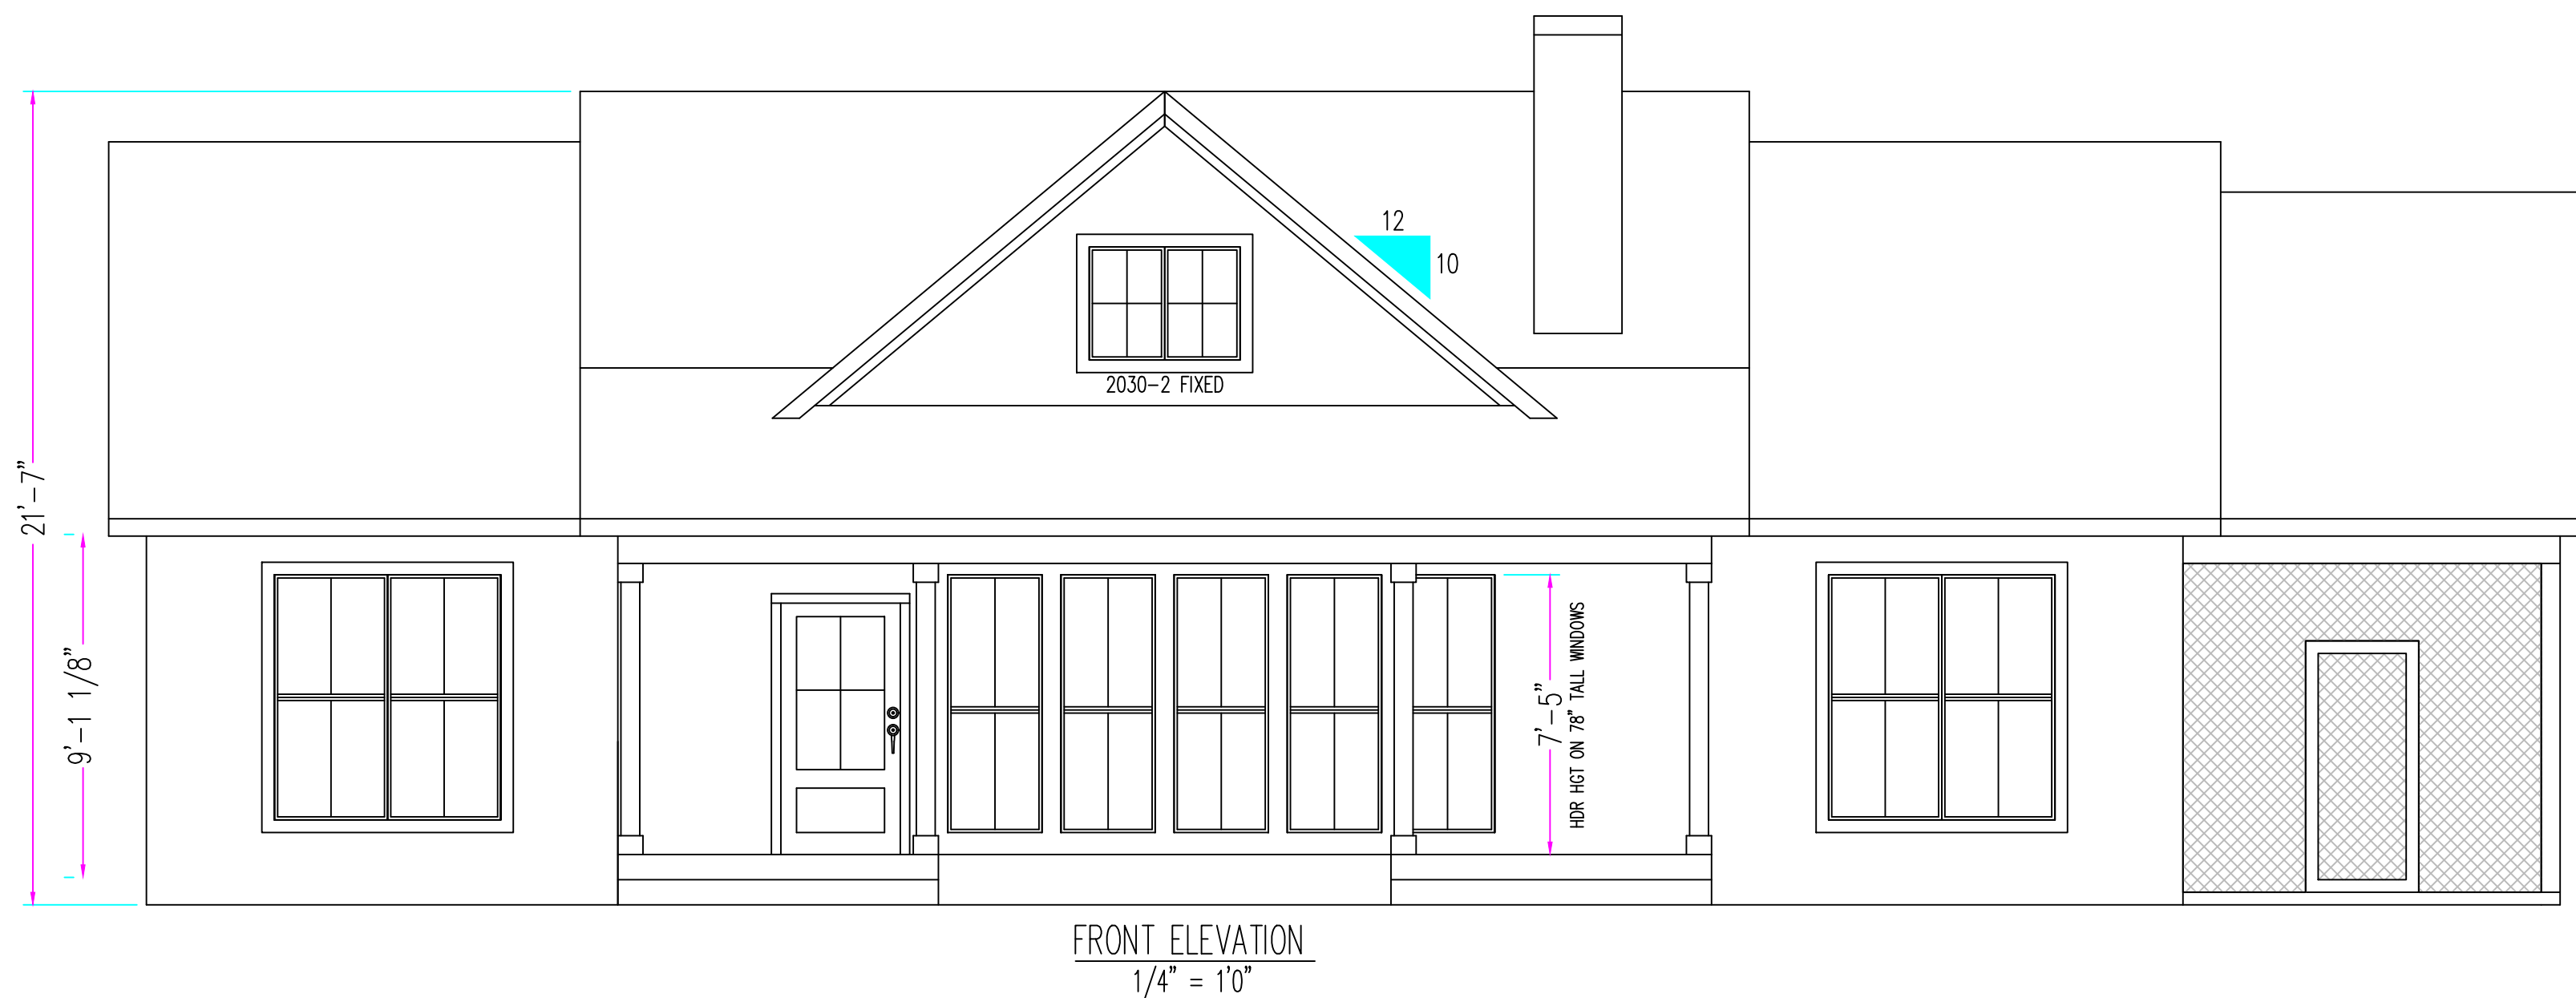 12
10
2030-2 FIXED
21'-7"
9'-1 1/8"
7'-5"
HDR HGT ON 78" TALL WINDOWS
FRONT ELEVATION
1/4" = 1'0"